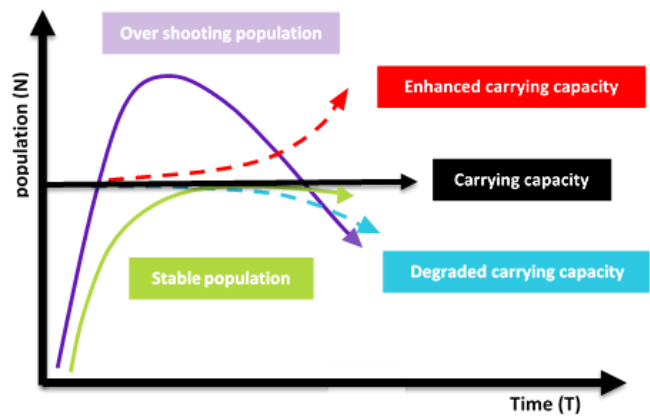 Over shooting population
Enhanced carrying capacity
population (N)
Carrying capacity
Stable population
Degraded carrying capacity
Time (T)